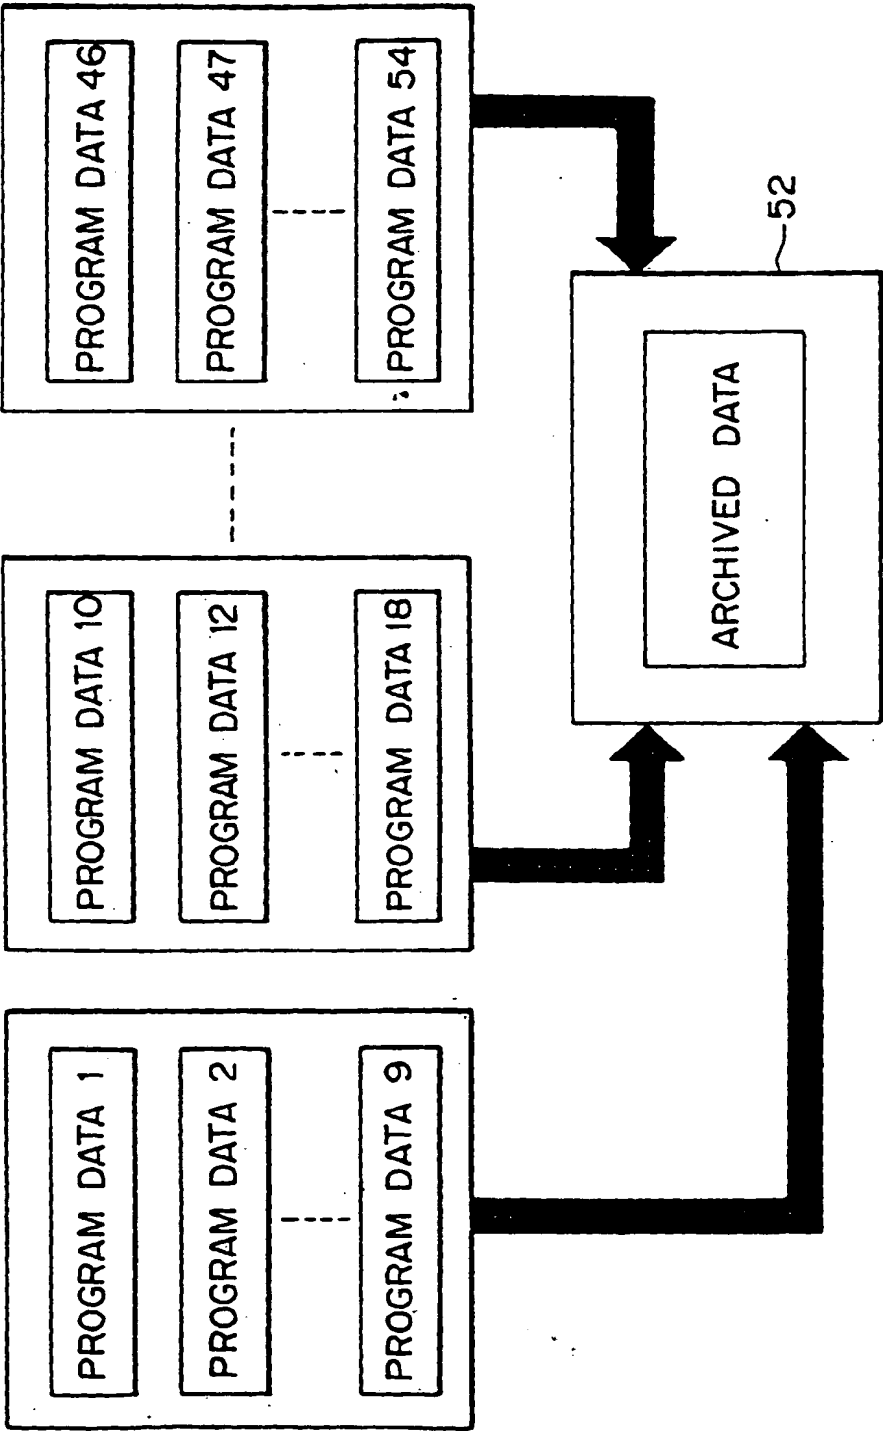 PROGRAM DATA 1
PROGRAM DATA 2
PROGRAM DATA 9
PROGRAM DATA 10
PROGRAM DATA 12
PROGRAM DATA 18
PROGRAM DATA 46
PROGRAM DATA 47
PROGRAM DATA 54
ARCHIVED DATA
52